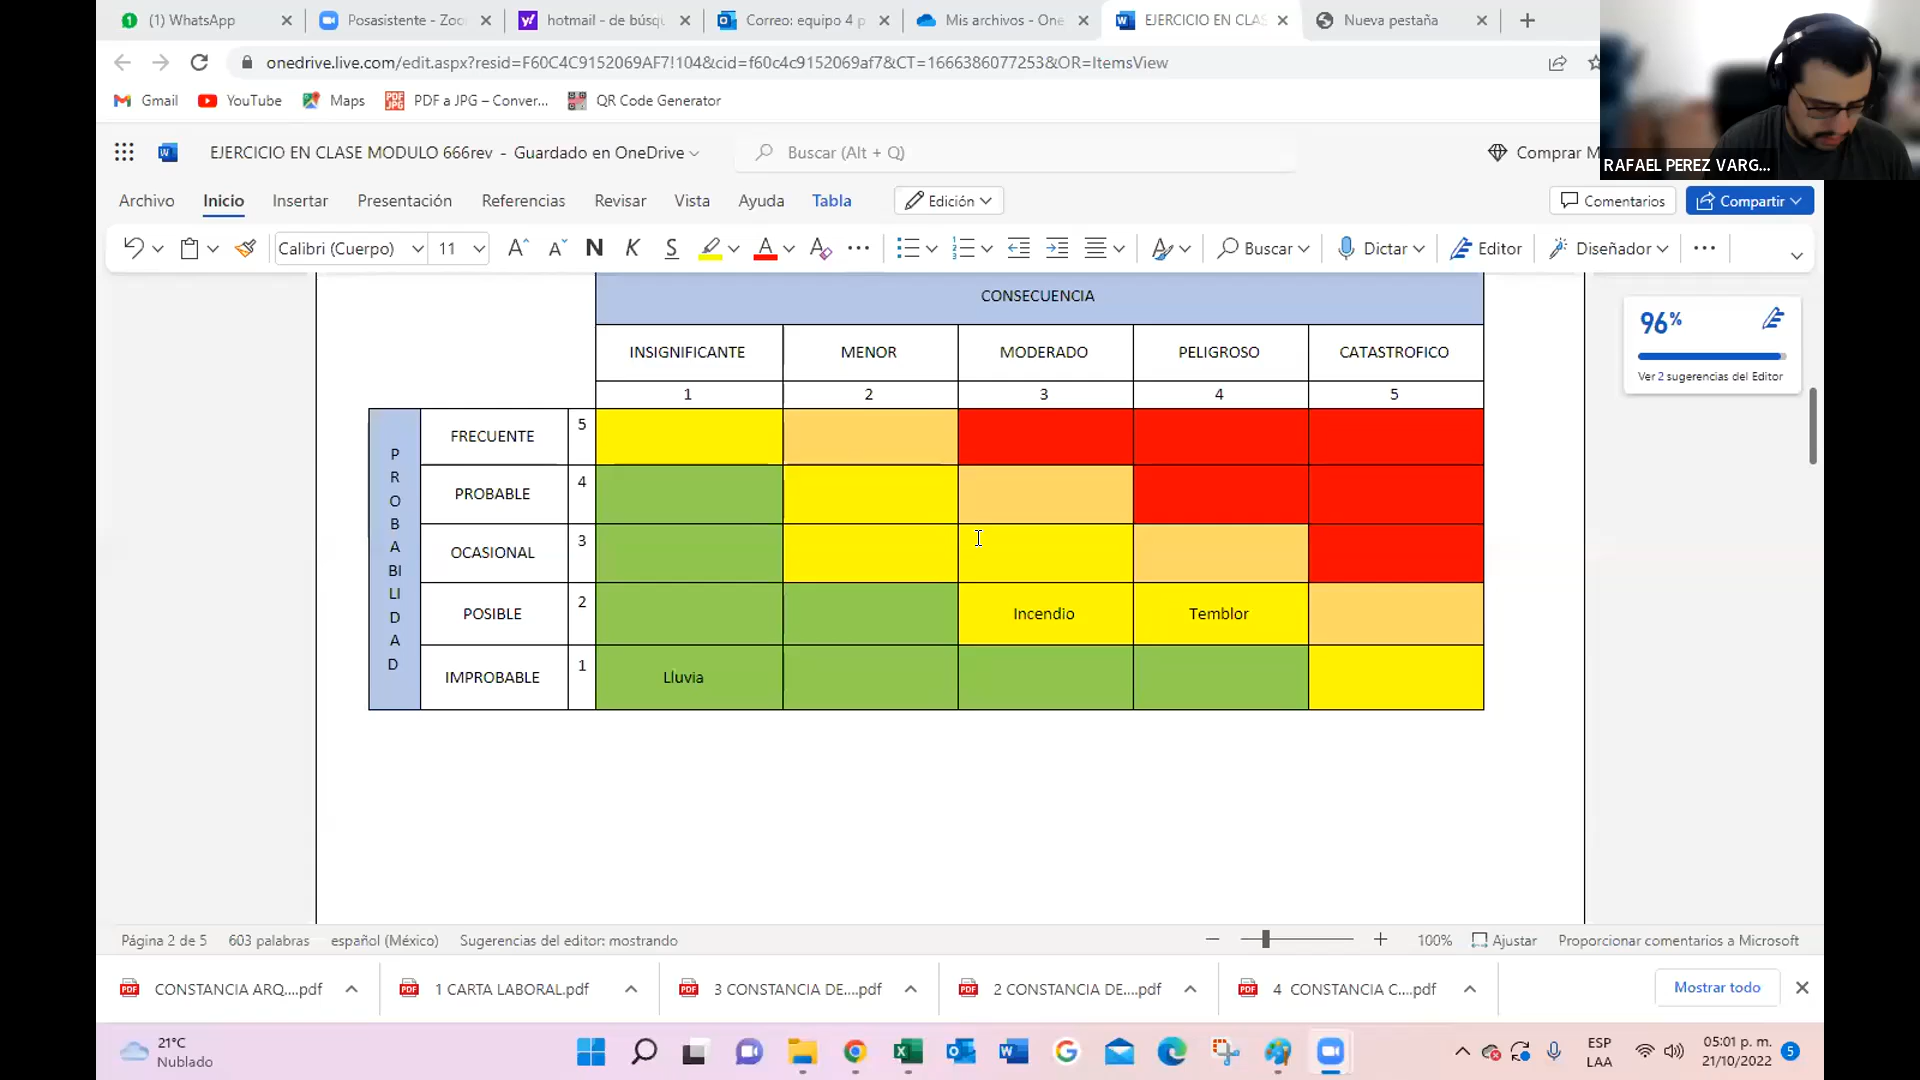 (1) WhatsApp
Posasistente - Zoo
hotmail - de búsqu
Correo: equipo 4 p
Mis archivos - One
EJERCICIO EN CLAS
Nueva pestaña
onedrive.live.com/edit.aspx?resid=F60C4C9152069AF7!104&cid=f60c4c9152069af7&CT=1666386077253&OR=ItemsView
Gmail
YouTube
Maps
PDF a JPG – Conver...
QR Code Generator
RAFAEL PEREZ VARG...
EJERCICIO EN CLASE MODULO 666rev - Guardado en OneDrive
Buscar (Alt + Q)
Comprar M
Archivo
Inicio
Insertar
Presentación
Referencias
Revisar
Vista
Ayuda
Tabla
Edición
Comentarios
Compartir
Calibri (Cuerpo)
11
N
K
S
Buscar
Dictar
Editor
Diseñador
96%
Ver 2 sugerencias del Editor
CONSECUENCIA
INSIGNIFICANTE
MENOR
MODERADO
PELIGROSO
CATASTROFICO
1
2
3
4
5
P
R
O
B
A
BI
LI
D
A
D
FRECUENTE
5
PROBABLE
4
OCASIONAL
3
POSIBLE
2
Incendio
Temblor
IMPROBABLE
1
Lluvia
Página 2 de 5
603 palabras
español (México)
Sugerencias del editor: mostrando
100%
Ajustar
Proporcionar comentarios a Microsoft
CONSTANCIA ARQ....pdf
1 CARTA LABORAL.pdf
3 CONSTANCIA DE....pdf
2 CONSTANCIA DE....pdf
4 CONSTANCIA C....pdf
Mostrar todo
21°C
Nublado
ESP
LAA
05:01 p. m.
21/10/2022
5